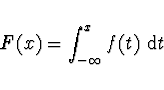 F(x) = ∫_{-∞}^{x} f(t) dt